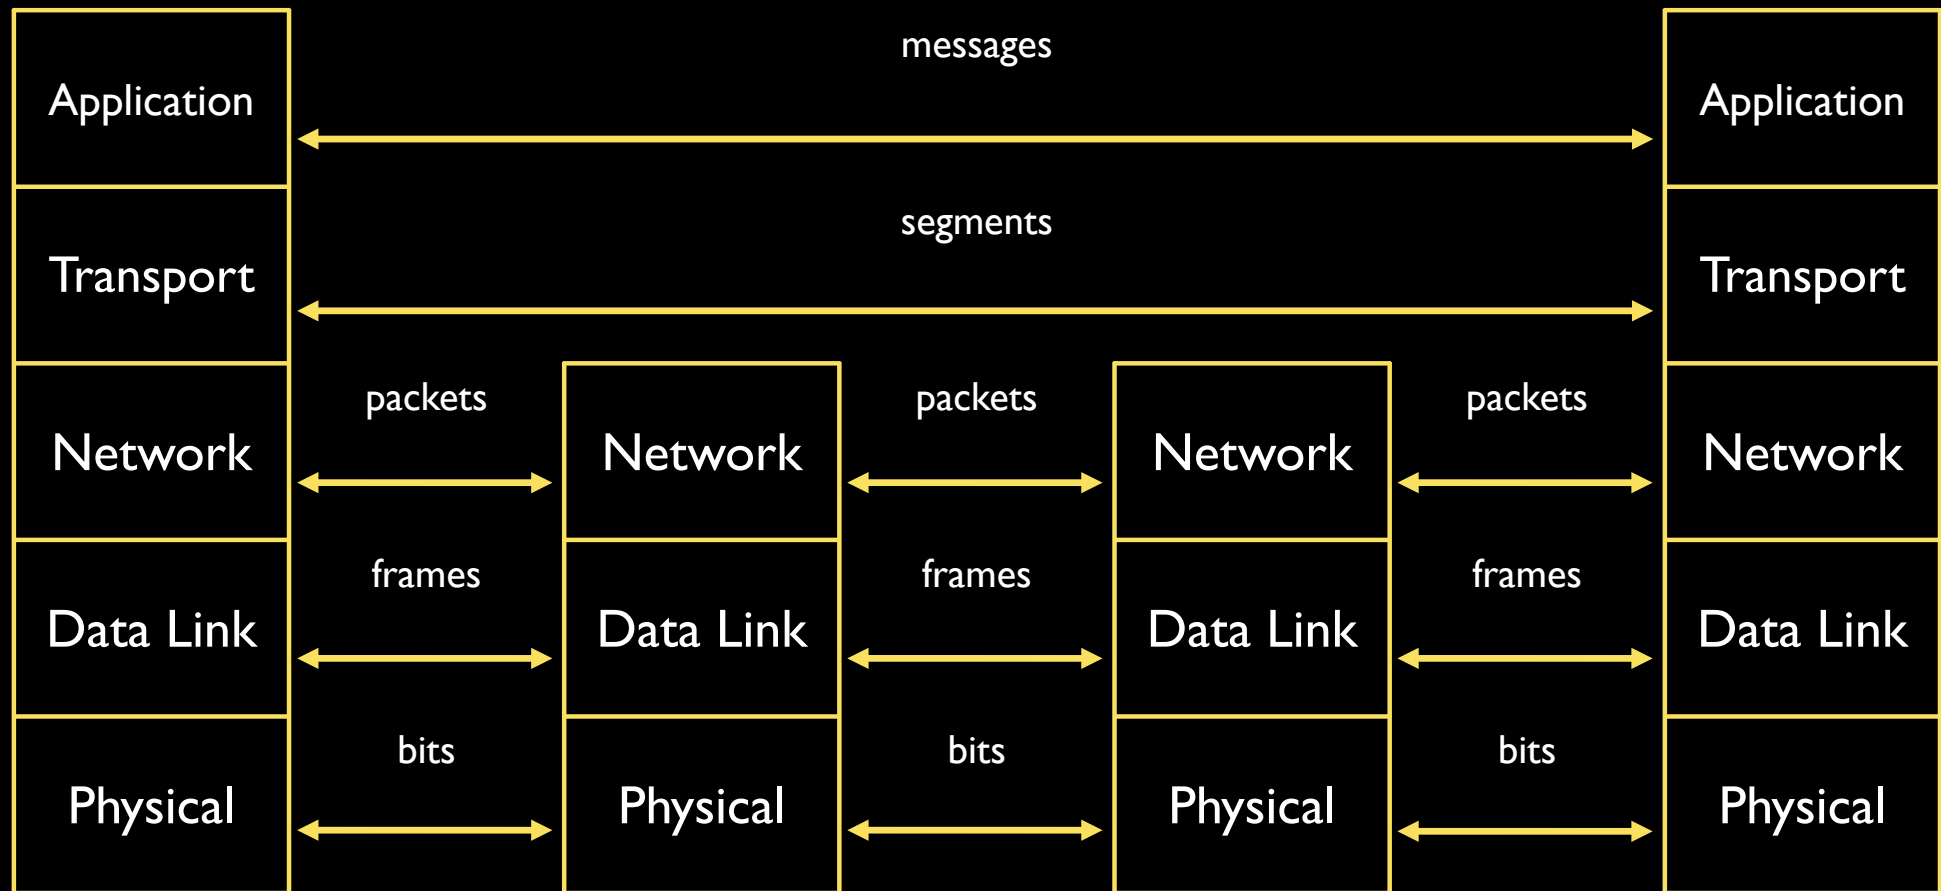 messages
Application
Application
segments
Transport
Transport
packets
packets
packets
Network
Network
Network
Network
frames
frames
frames
Data Link
Data Link
Data Link
Data Link
bits
bits
bits
Physical
Physical
Physical
Physical